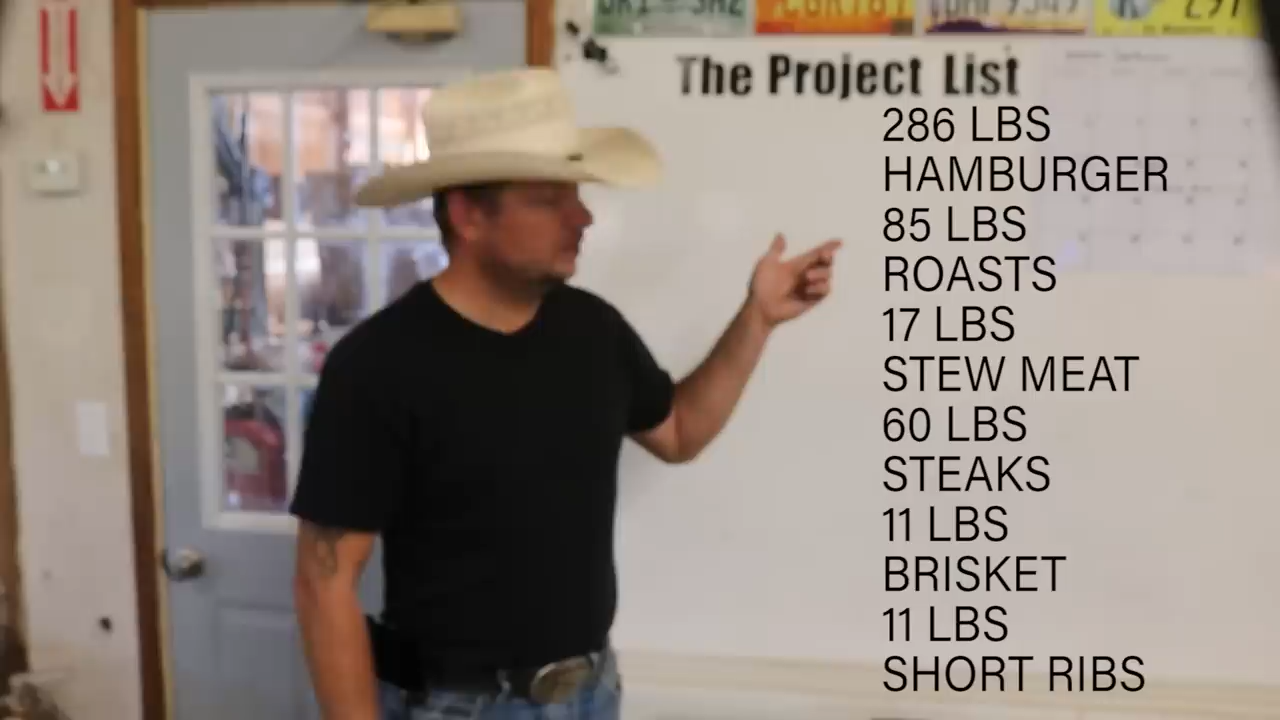 The Project List
286 LBS
HAMBURGER
85 LBS
ROASTS
17 LBS
STEW MEAT
60 LBS
STEAKS
11 LBS
BRISKET
11 LBS
SHORT RIBS